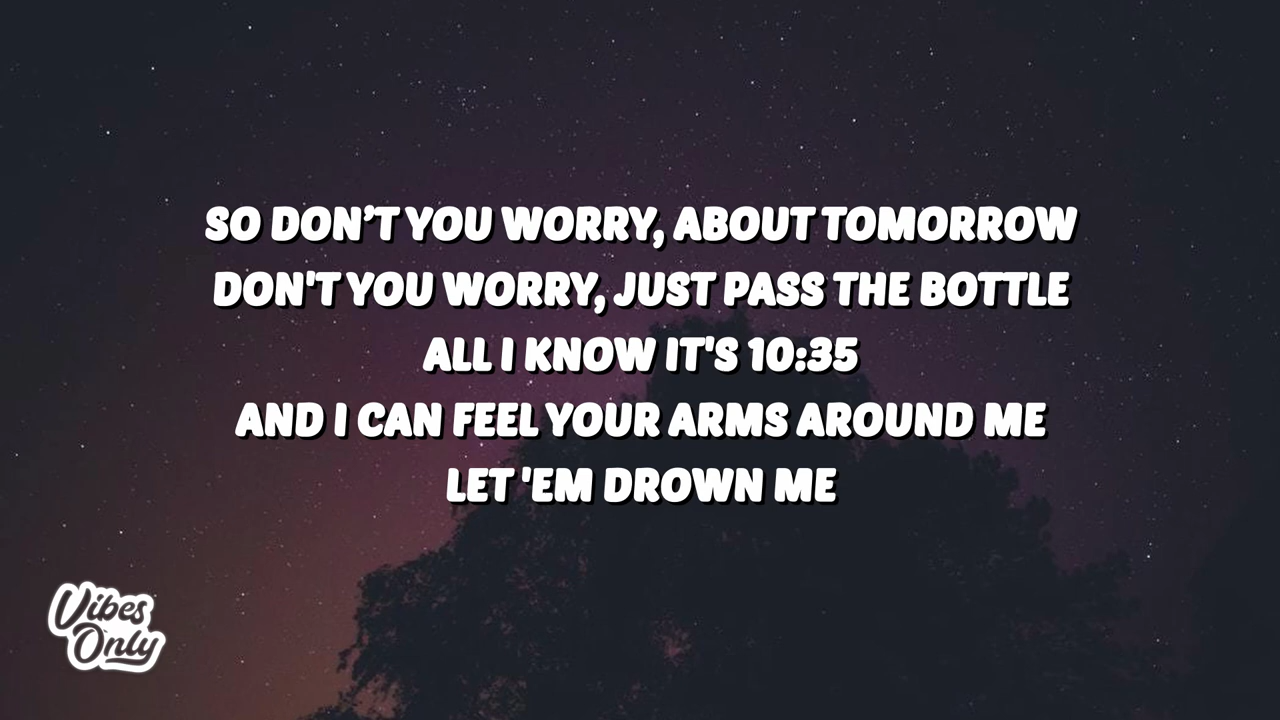 SO DON’T YOU WORRY, ABOUT TOMORROW
DON'T YOU WORRY, JUST PASS THE BOTTLE
ALL I KNOW IT'S 10:35
AND I CAN FEEL YOUR ARMS AROUND ME
LET 'EM DROWN ME
Vibes
Only